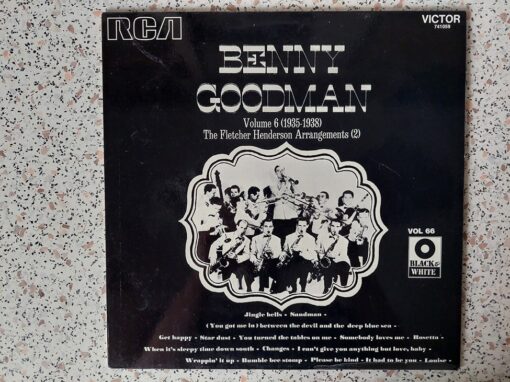 RCA
VICTOR
741059
BENNY
GOODMAN
Volume 6 (1935-1938)
The Fletcher Henderson Arrangements (2)
VOL 66
BLACK &
WHITE
Jingle bells - Sandman -
(You got me in) between the devil and the deep blue sea -
Get happy - Star dust - You turned the tables on me - Somebody loves me - Rosetta -
When it's sleepy time down south - Changes - I can't give you anything but love, baby -
Wrappin' it up - Bumble bee stomp - Please be kind - It had to be you - Louise -